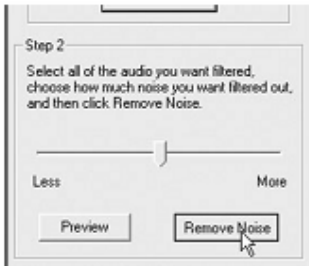 Step 2
Select all of the audio you want filtered,
choose how much noise you want filtered out,
and then click Remove Noise.
Less More
Preview Remove Noise